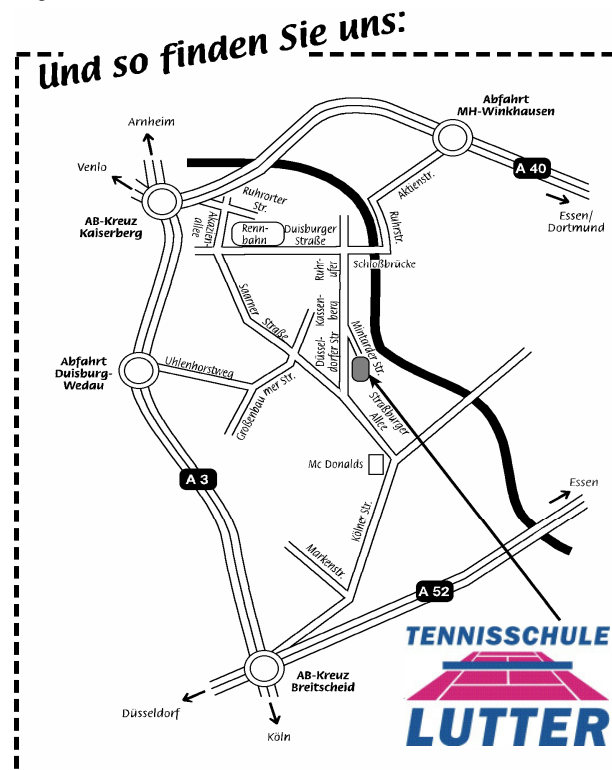 Und so finden Sie uns:
Abfahrt
MH-Winkhausen
Arnheim
Venlo
A 40
Essen/
Dortmund
AB-Kreuz
Kaiserberg
Ruhrorter
Str.
Akazien-
allee
Renn-
bahn
Duisburger
Straße
Aktienstr.
Ruhrstr.
Schloßbrücke
Ruhr-
ufer
Kassen-
berg
Saarner
Straße
Mintarder Str.
Düssel-
dorfer Str
Abfahrt
Duisburg-
Wedau
Uhlenhorstweg
Großenbau mer Str.
Straßburger
Allee
Mc Donalds
A 3
Essen
Kölner Str.
Markenstr.
A 52
AB-Kreuz
Breitscheid
Düsseldorf
Köln
TENNISSCHULE
LUTTER